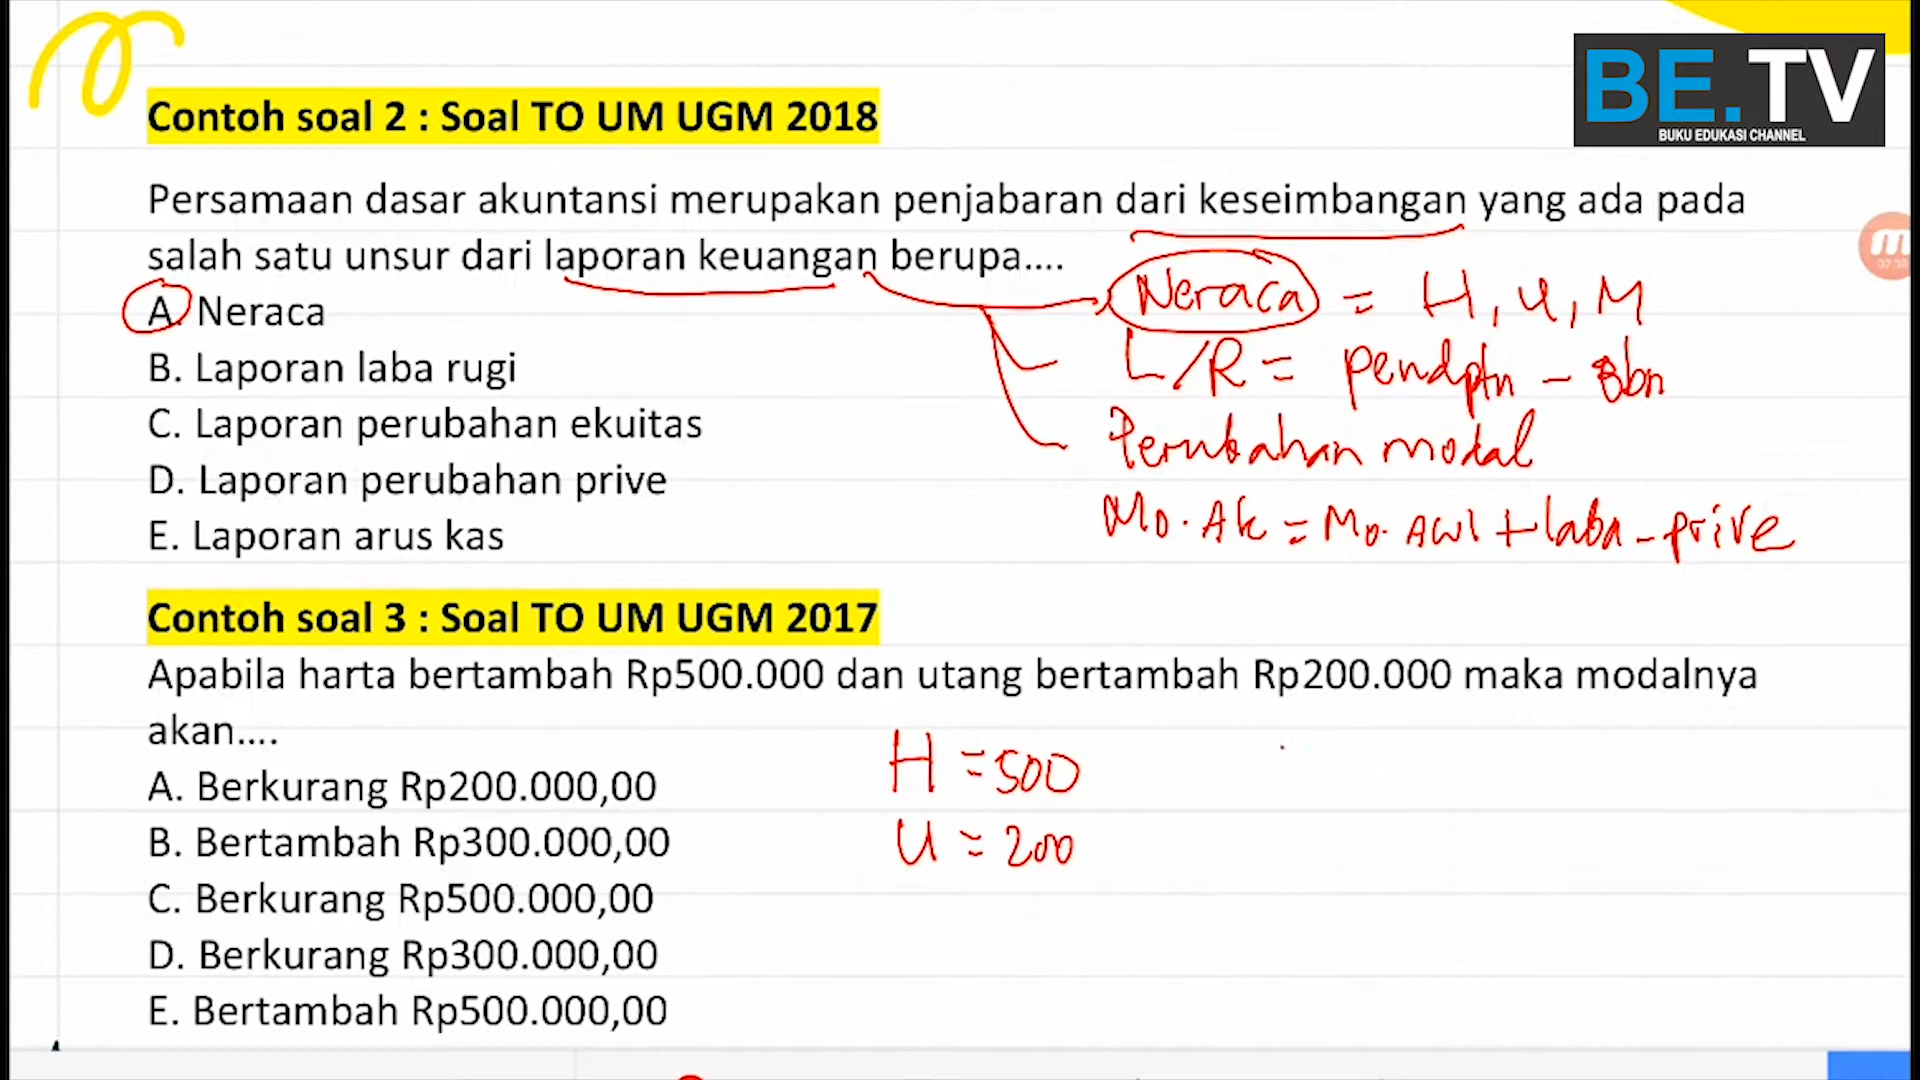 BE.TV
BUKU EDUKASI CHANNEL
Contoh soal 2 : Soal TO UM UGM 2018
Persamaan dasar akuntansi merupakan penjabaran dari keseimbangan yang ada pada
salah satu unsur dari laporan keuangan berupa....
A. Neraca
B. Laporan laba rugi
C. Laporan perubahan ekuitas
D. Laporan perubahan prive
E. Laporan arus kas
Neraca = H, U, M
L/R = pendptn - bbn
Perubahan modal
Mo. Ak = Mo. Awl + laba - prive
Contoh soal 3 : Soal TO UM UGM 2017
Apabila harta bertambah Rp500.000 dan utang bertambah Rp200.000 maka modalnya
akan....
A. Berkurang Rp200.000,00
B. Bertambah Rp300.000,00
C. Berkurang Rp500.000,00
D. Berkurang Rp300.000,00
E. Bertambah Rp500.000,00
H = 500
U = 200